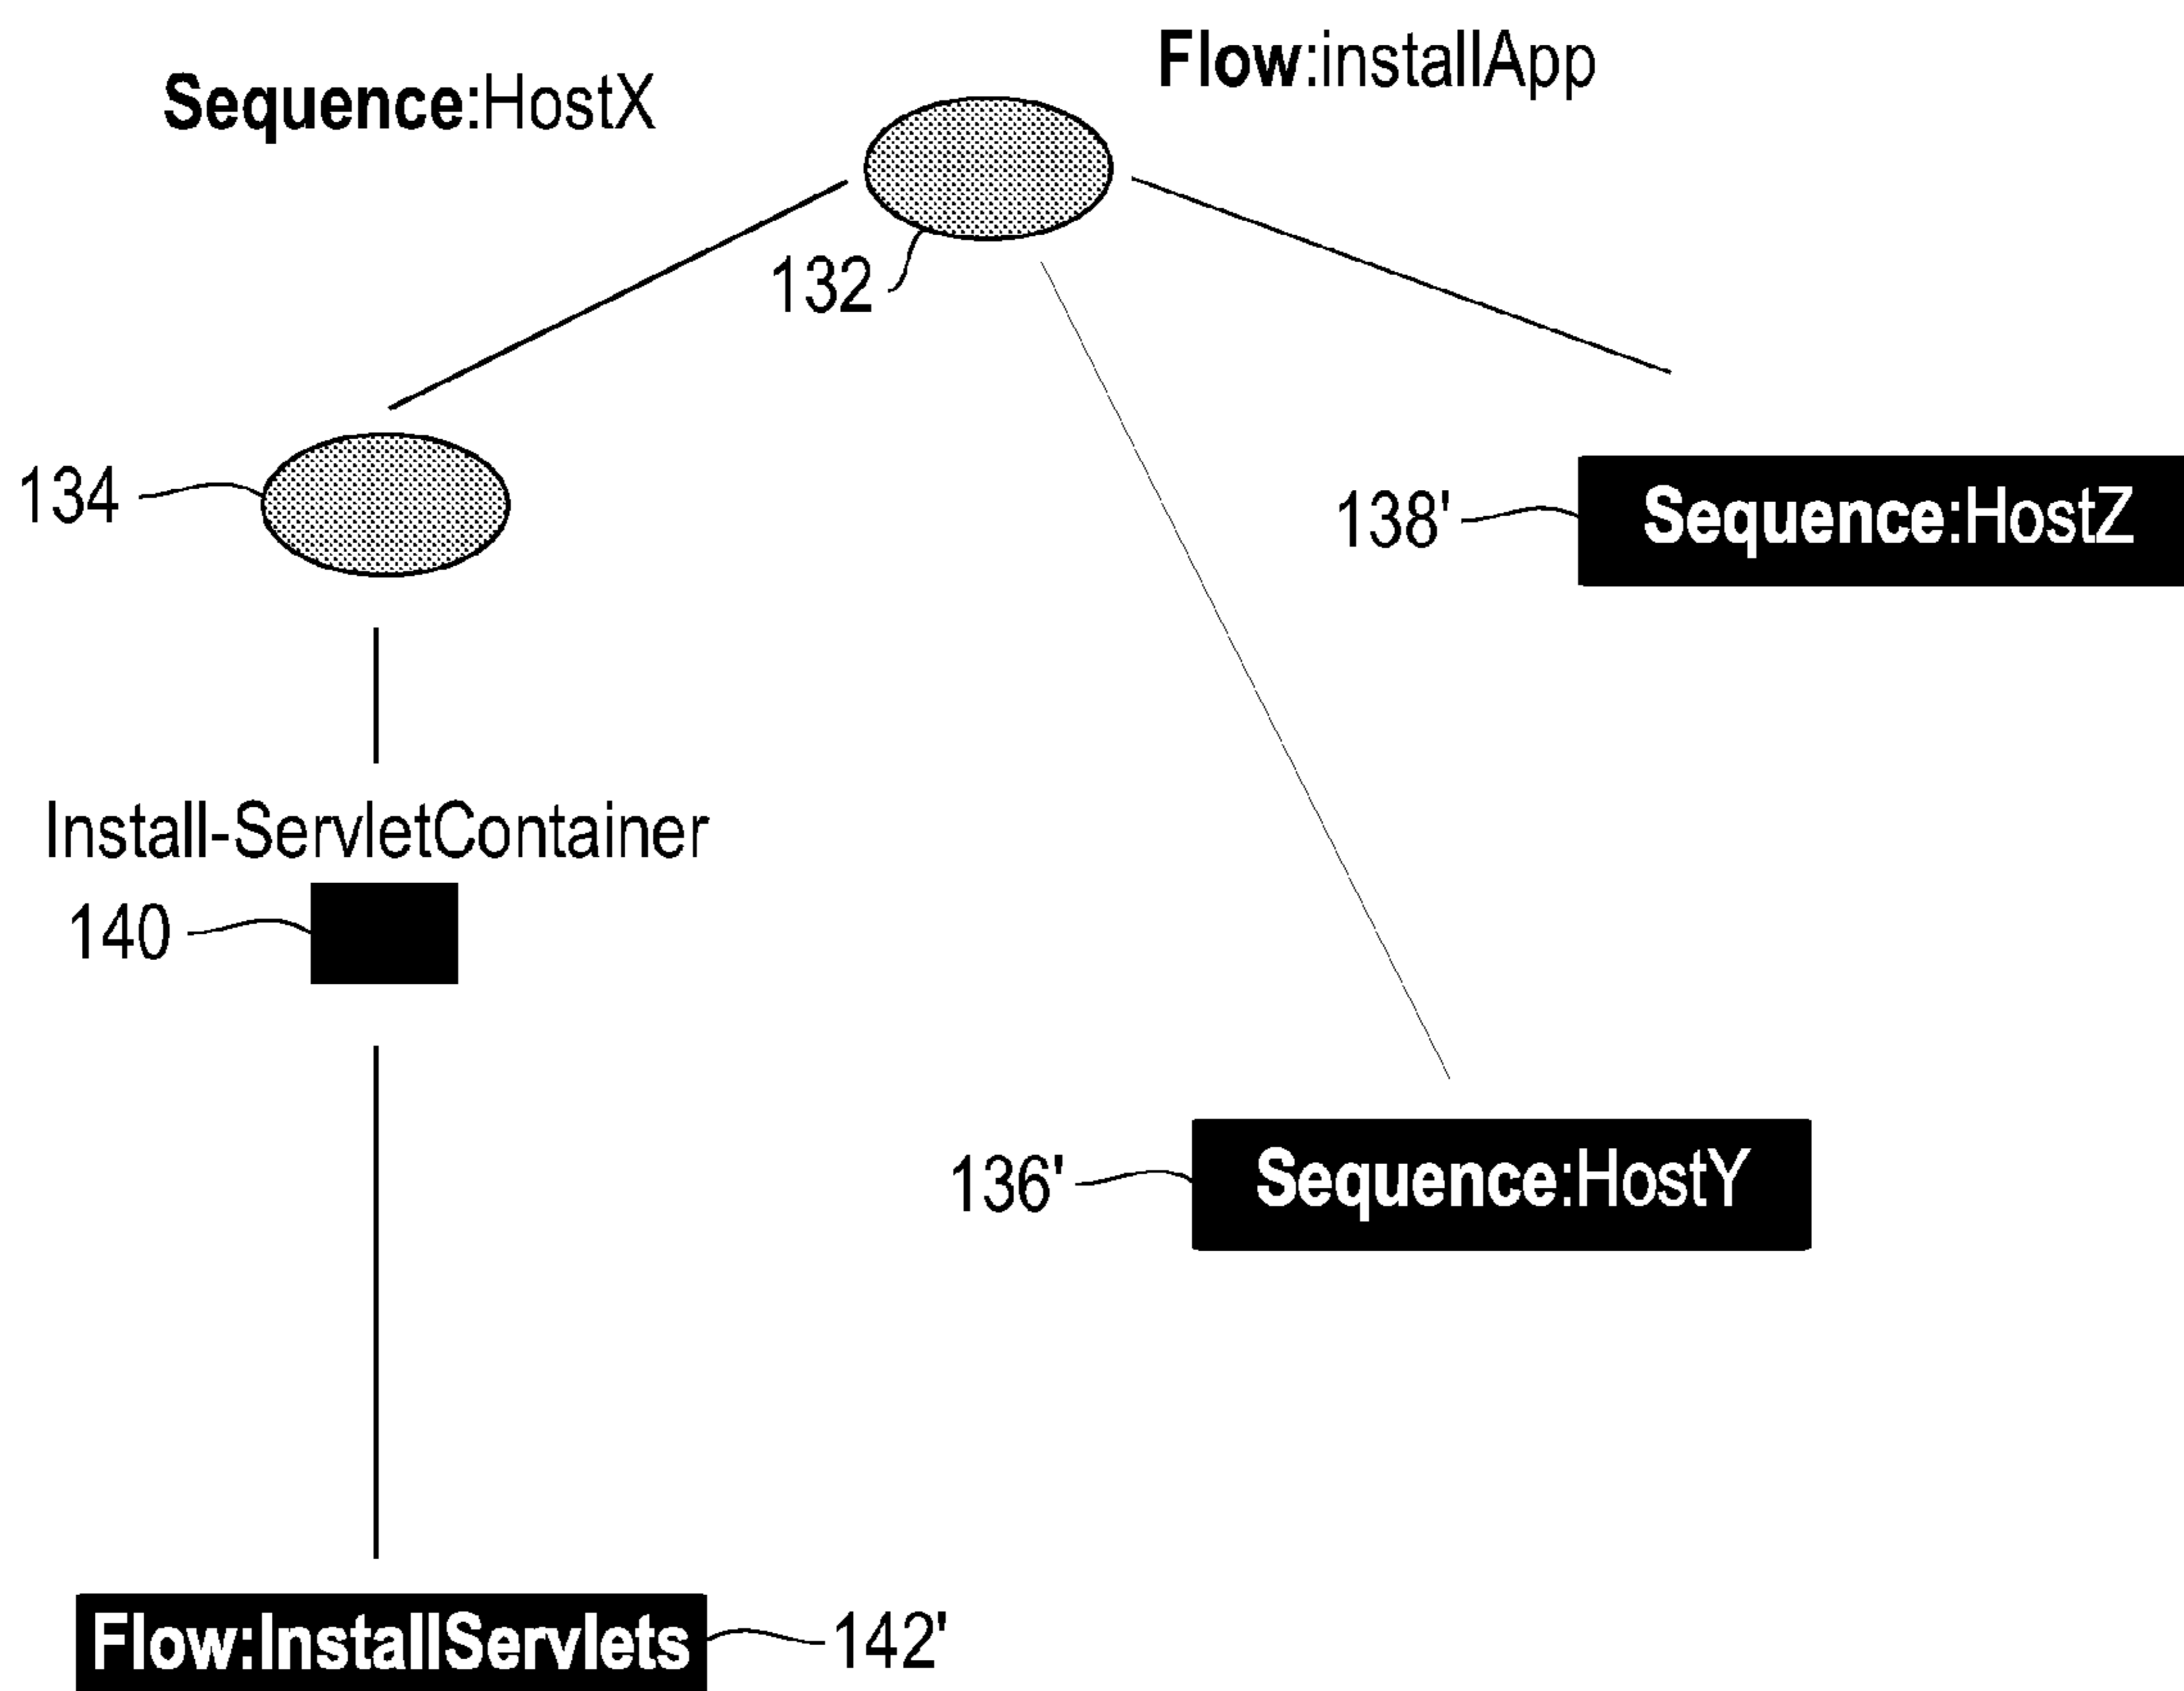 Flow:installApp
Sequence:HostX
132
134
138'
Sequence:HostZ
Install-ServletContainer
140
136'
Sequence:HostY
Flow:InstallServlets
142'